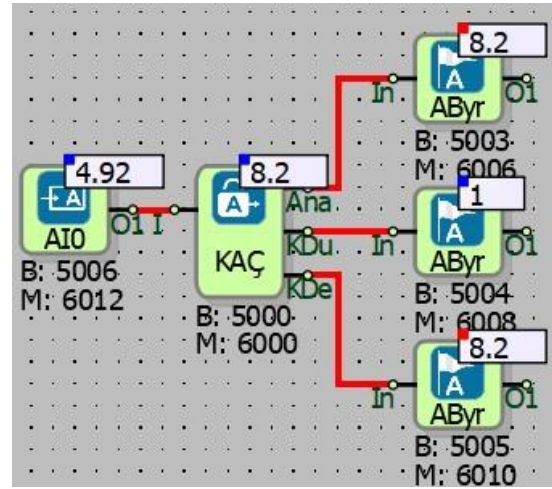 4.92
AI0
O1
B: 5006
M: 6012
8.2
I
KAÇ
Ana
KDu
KDe
B: 5000
M: 6000
8.2
In
AByr
O1
B: 5003
M: 6006
1
In
AByr
O1
B: 5004
M: 6008
8.2
In
AByr
O1
B: 5005
M: 6010